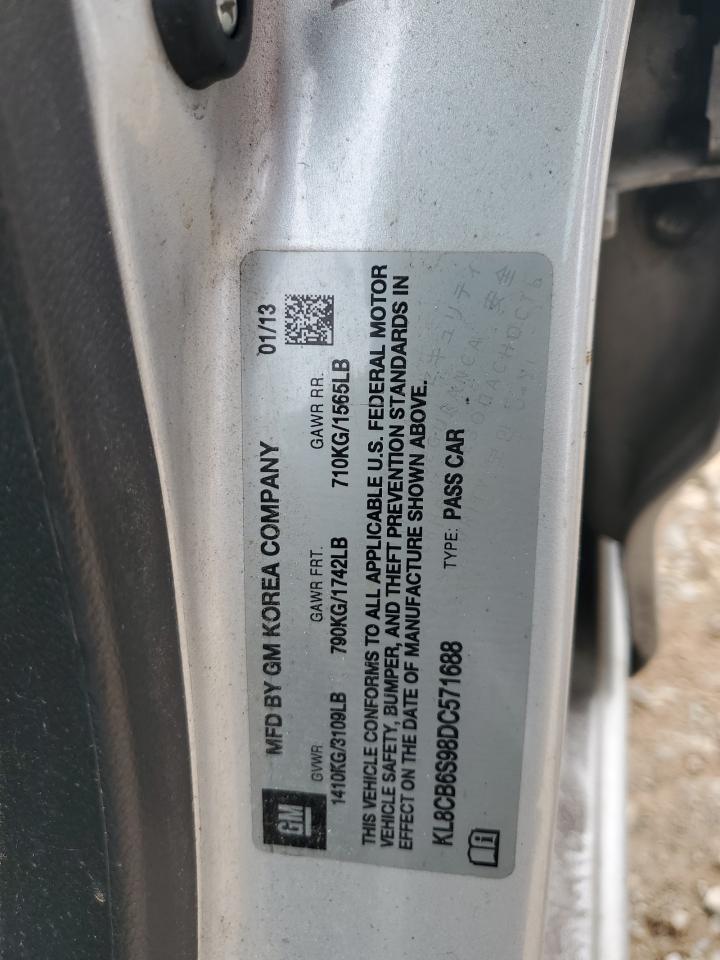 MFD BY GM KOREA COMPANY 01/13
GM
GVWR GAWR FRT. GAWR RR.
1410KG/3109LB 790KG/1742LB 710KG/1565LB
THIS VEHICLE CONFORMS TO ALL APPLICABLE U.S. FEDERAL MOTOR
VEHICLE SAFETY, BUMPER, AND THEFT PREVENTION STANDARDS IN
EFFECT ON THE DATE OF MANUFACTURE SHOWN ABOVE.
KL8CB6S98DC571688 TYPE: PASS CAR